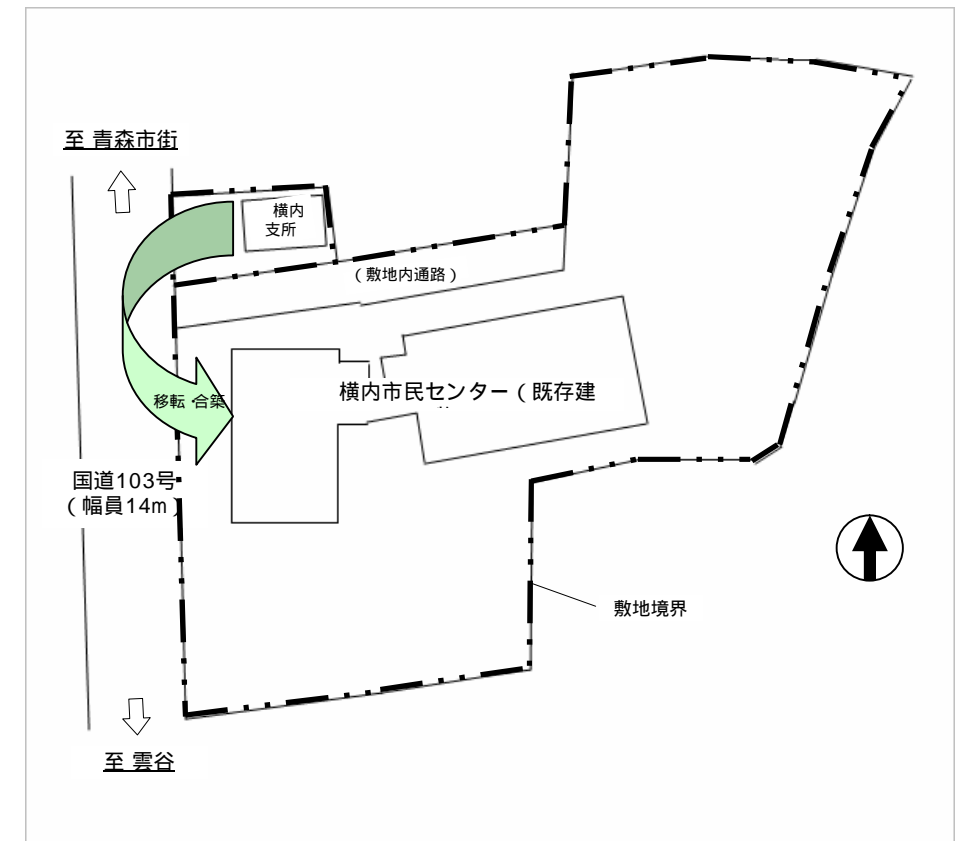 至 青森市街
横内
支所
（敷地内通路）
横内市民センター（既存建
移転・合築
国道103号
（幅員14m）
敷地境界
至 雲谷